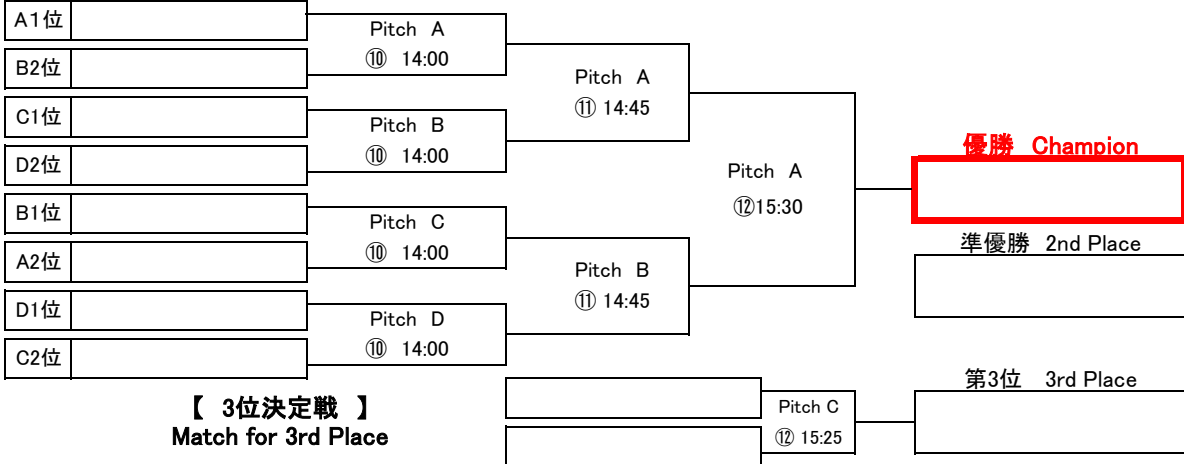 A1位
B2位
C1位
D2位
B1位
A2位
D1位
C2位
Pitch A
⑩ 14:00
Pitch B
⑩ 14:00
Pitch C
⑩ 14:00
Pitch D
⑩ 14:00
Pitch A
⑪ 14:45
Pitch B
⑪ 14:45
Pitch A
⑫15:30
優勝 Champion
準優勝 2nd Place
第3位 3rd Place
【 3位決定戦 】
Match for 3rd Place
Pitch C
⑫ 15:25